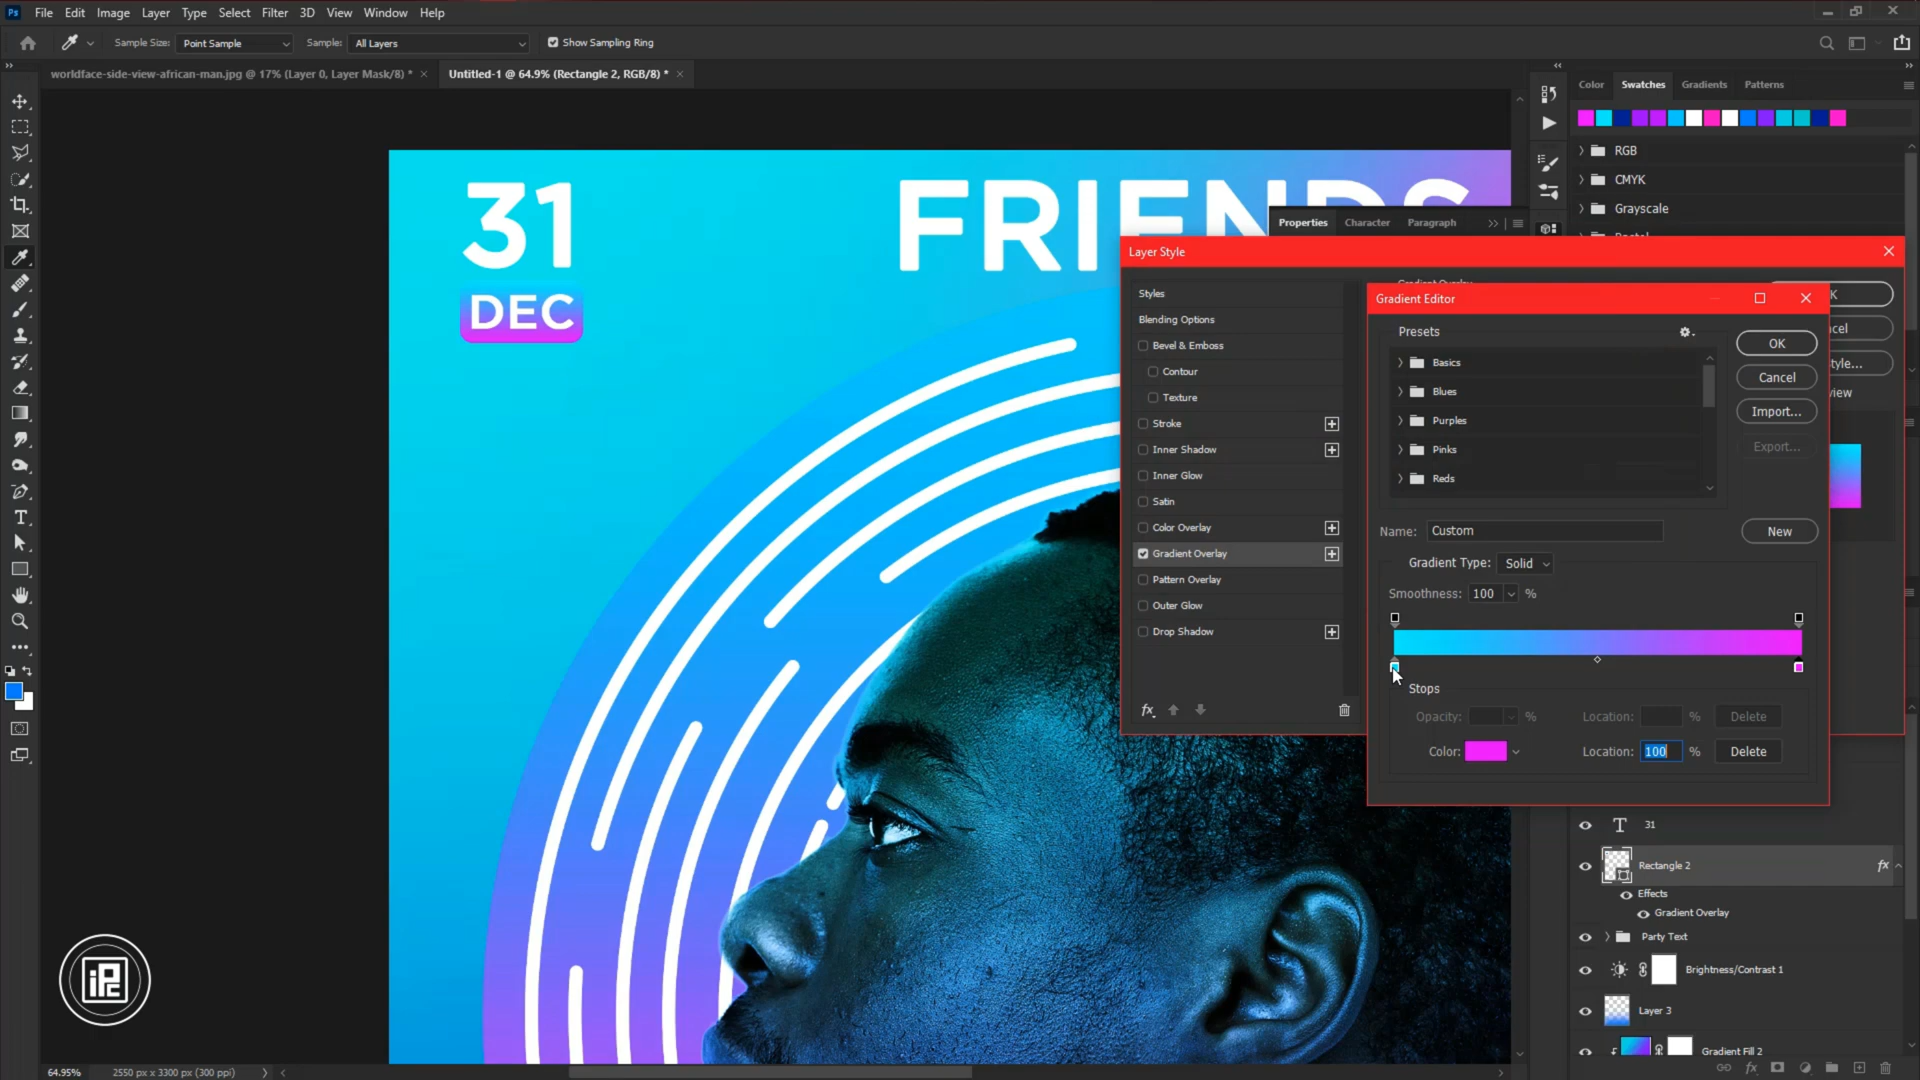 Ps File Edit Image Layer Type Select Filter 3D View Window Help
Sample Size: Point Sample Sample: All Layers Show Sampling Ring
worldface-side-view-african-man.jpg @ 17% (Layer 0, Layer Mask/8) * ×
Untitled-1 @ 64.9% (Rectangle 2, RGB/8) * ×
Color Swatches Gradients Patterns
RGB
CMYK
Grayscale
31
DEC
FRIENDS
Properties Character Paragraph
Layer Style
Styles
Blending Options
Bevel & Emboss
Contour
Texture
Stroke
Inner Shadow
Inner Glow
Satin
Color Overlay
Gradient Overlay
Pattern Overlay
Outer Glow
Drop Shadow
fx
Gradient Editor
Presets
Basics
Blues
Purples
Pinks
Reds
OK
Cancel
Import...
Export...
Name: Custom
New
Gradient Type: Solid
Smoothness: 100 %
Stops
Opacity: % Location: % Delete
Color: Location: 100 % Delete
31
Rectangle 2 fx
Effects
Gradient Overlay
Party Text
Brightness/Contrast 1
Layer 3
Gradient Fill 2
64.95% 2550 px x 3300 px (300 ppi)